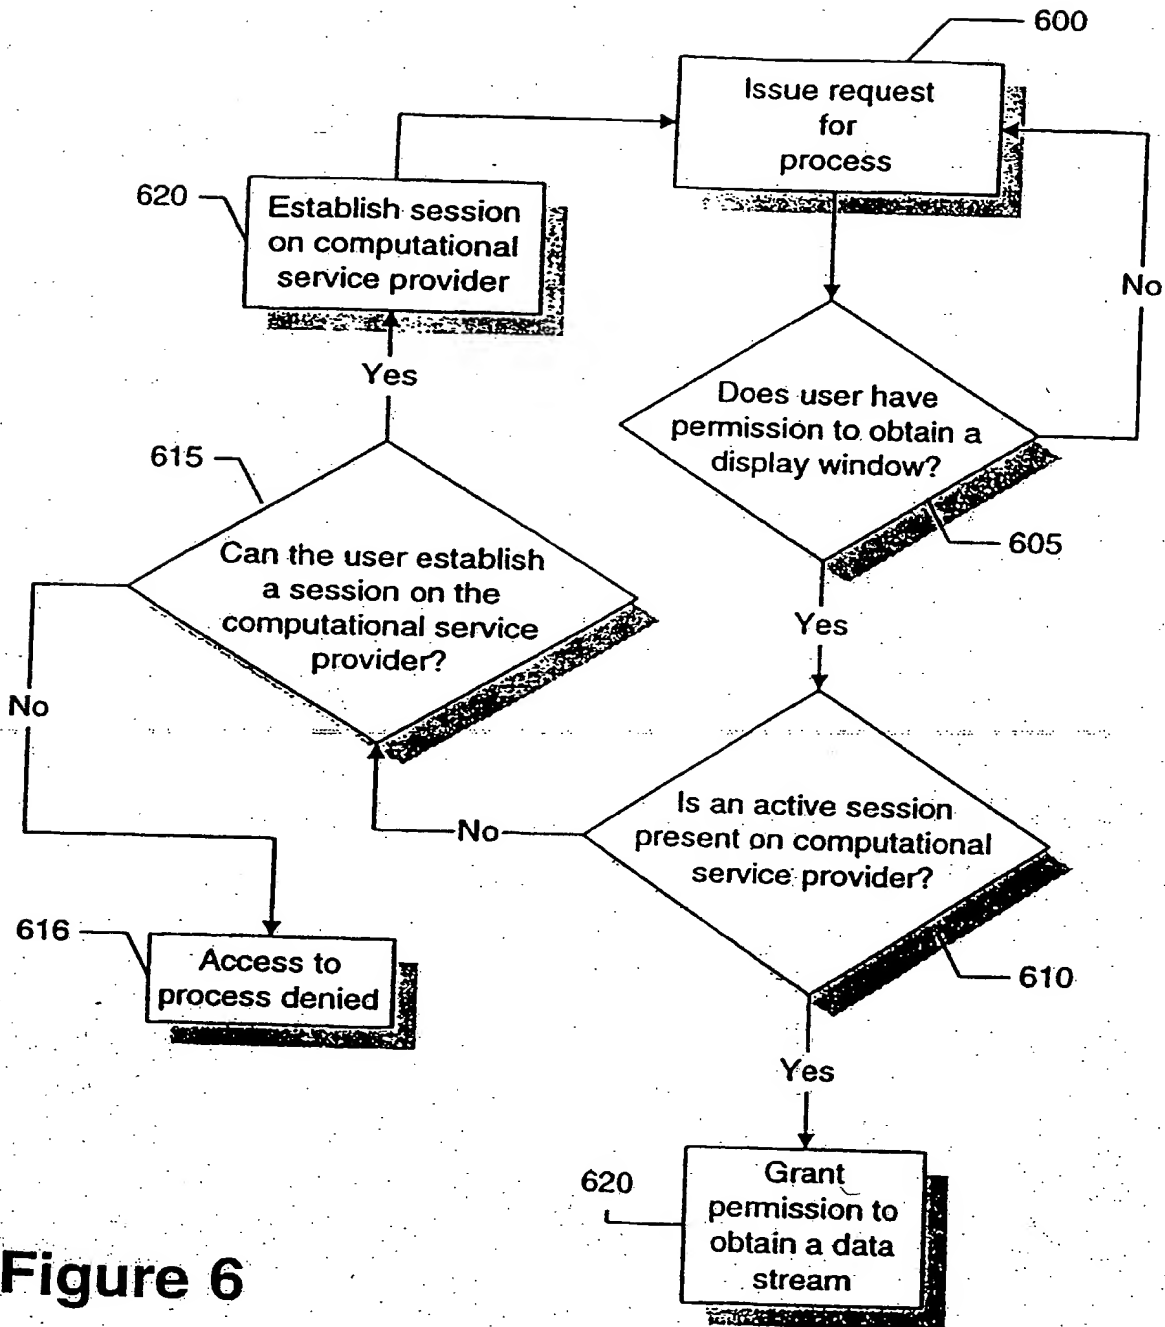 600
Issue request
for
process
620
Establish session
on computational
service provider
No
Yes
Does user have
permission to obtain a
display window?
615
605
Can the user establish
a session on the
computational service
provider?
Yes
No
Is an active session
present on computational
service provider?
No
616
Access to
process denied
610
Yes
620
Grant
permission to
obtain a data
stream
Figure 6